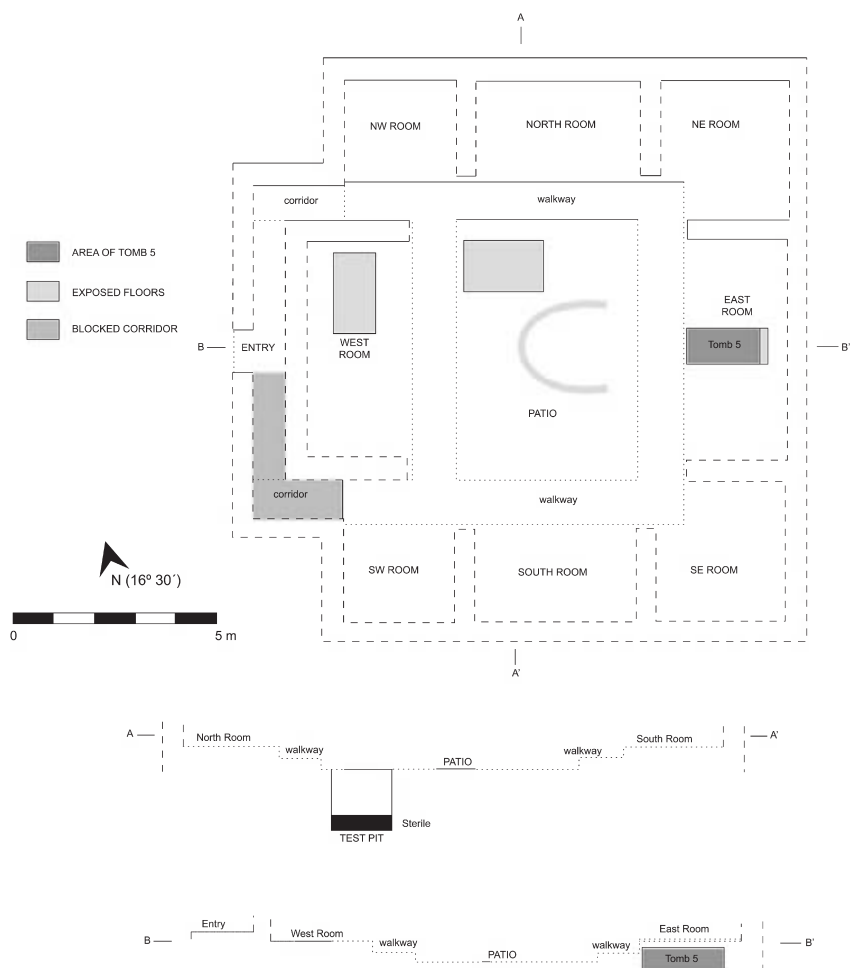 A
NW ROOM
NORTH ROOM
NE ROOM
corridor
walkway
AREA OF TOMB 5
EXPOSED FLOORS
BLOCKED CORRIDOR
EAST
ROOM
B
ENTRY
WEST
ROOM
Tomb 5
B'
PATIO
corridor
walkway
N (16º 30´)
SW ROOM
SOUTH ROOM
SE ROOM
0
5 m
A'
A
North Room
walkway
PATIO
walkway
South Room
A'
Sterile
TEST PIT
B
Entry
West Room
walkway
PATIO
walkway
East Room
Tomb 5
B'